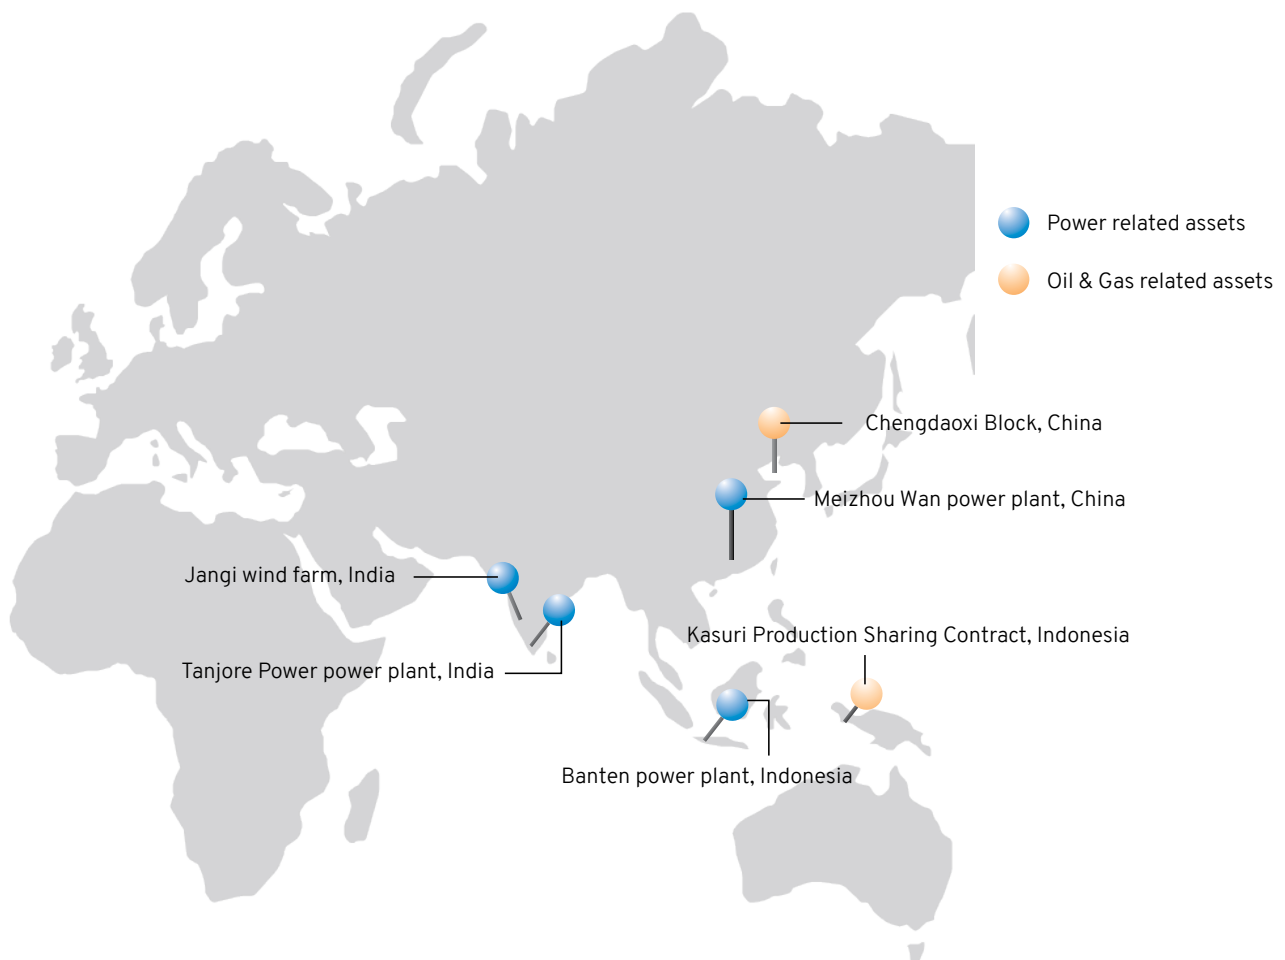 Power related assets
Oil & Gas related assets
Chengdaoxi Block, China
Meizhou Wan power plant, China
Jangi wind farm, India
Kasuri Production Sharing Contract, Indonesia
Tanjore Power power plant, India
Banten power plant, Indonesia